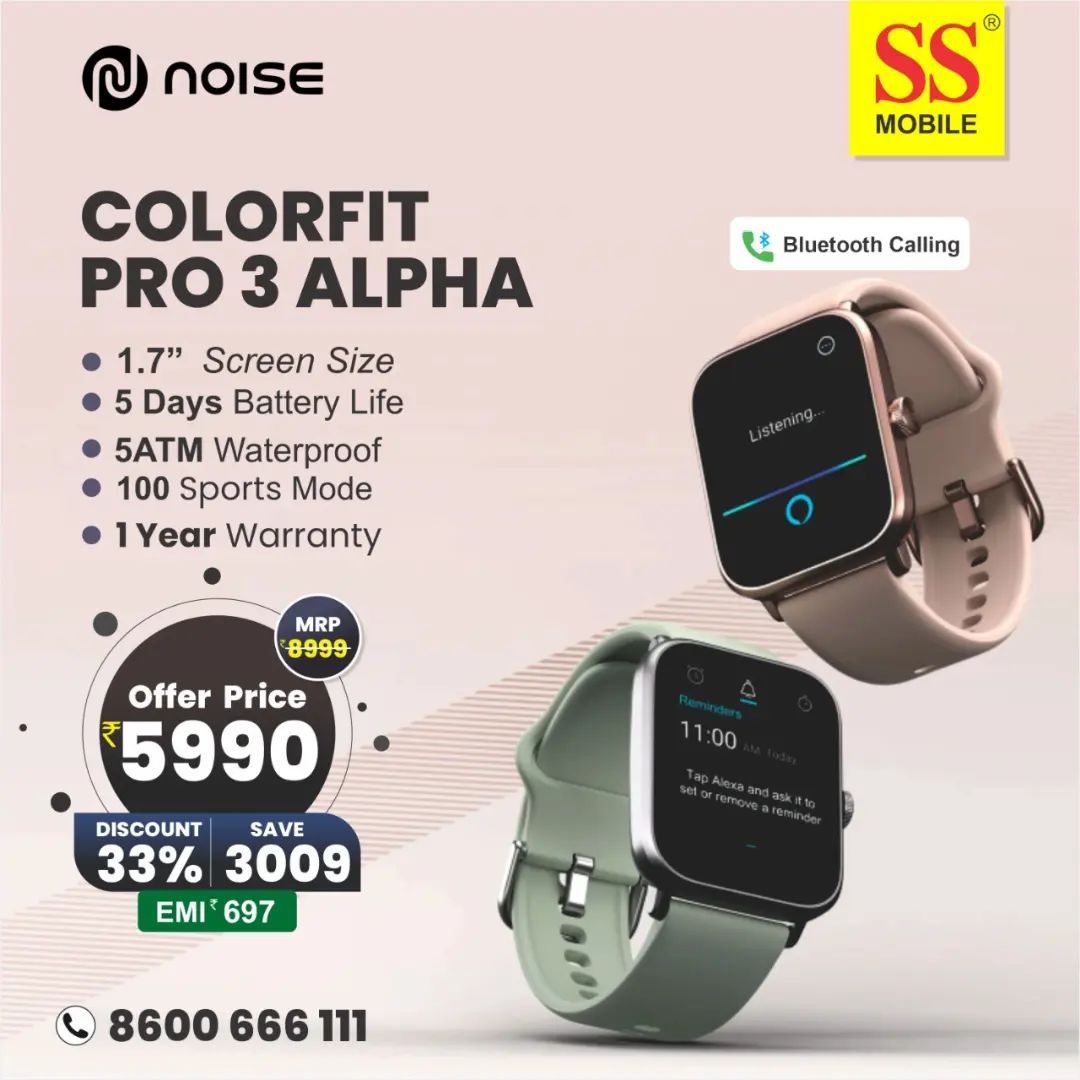 NOISE
SS®
MOBILE
COLORFIT
PRO 3 ALPHA
Bluetooth Calling
• 1.7” Screen Size
• 5 Days Battery Life
• 5ATM Waterproof
• 100 Sports Mode
• 1 Year Warranty
Listening...
MRP
₹8999
Offer Price
₹5990
DISCOUNT
33%
SAVE
3009
EMI ₹ 697
Reminders
11:00 AM Today
Tap Alexa and ask it to
set or remove a reminder
8600 666 111